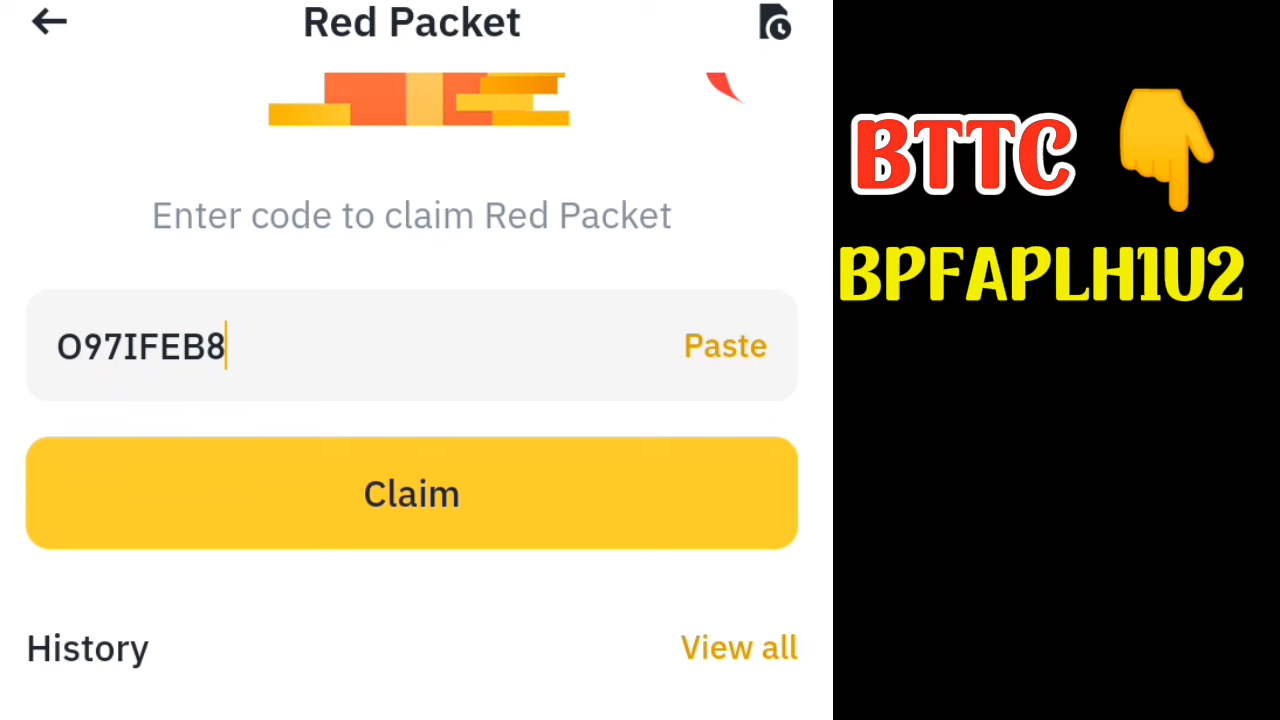 Red Packet
Enter code to claim Red Packet
O97IFEB8
Paste
Claim
History
View all
BTTC
BPFAPLH1U2